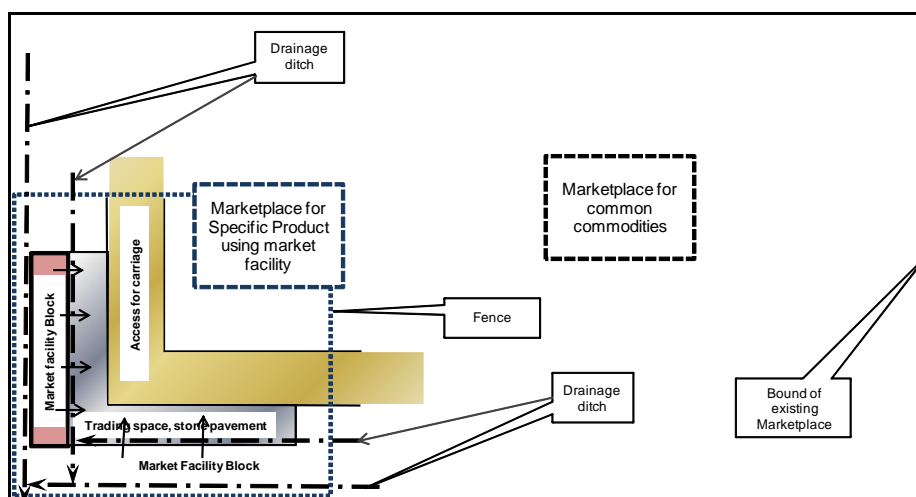 Drainage
ditch
Marketplace for
Specific Product
using market
facility
Marketplace for
common
commodities
Access for carriage
Market facility Block
Fence
Trading space, stone pavement
Market Facility Block
Drainage
ditch
Bound of
existing
Marketplace